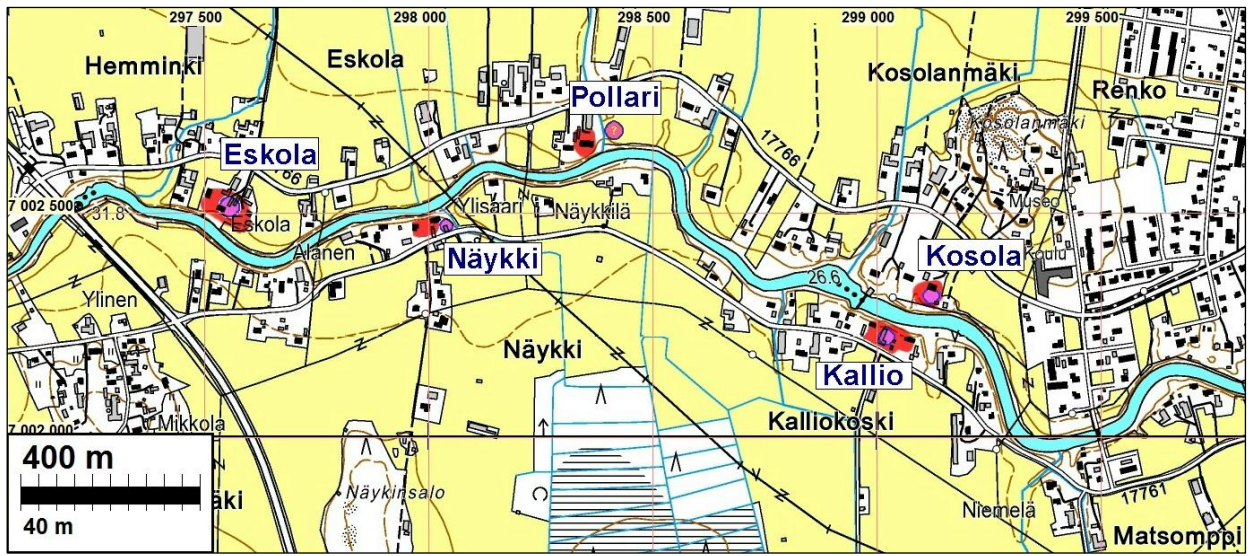 297 500
298 000
298 500
299 000
299 500
Hemminki
Eskola
Pollari
?
Kosolanmäki
Renko
Kosolanmäki
17766
Eskola
66
7 002 500
31.8
Eskola
Ylisaari
Näykkilä
Museo
Alanen
Näykki
Kosola
Koulu
26.6
Ylinen
Näykki
Kallio
Mikkola
Kalliokoski
7 002 000
400 m
40 m
äki
Näykinsalo
17761
Niemelä
Matsomppi